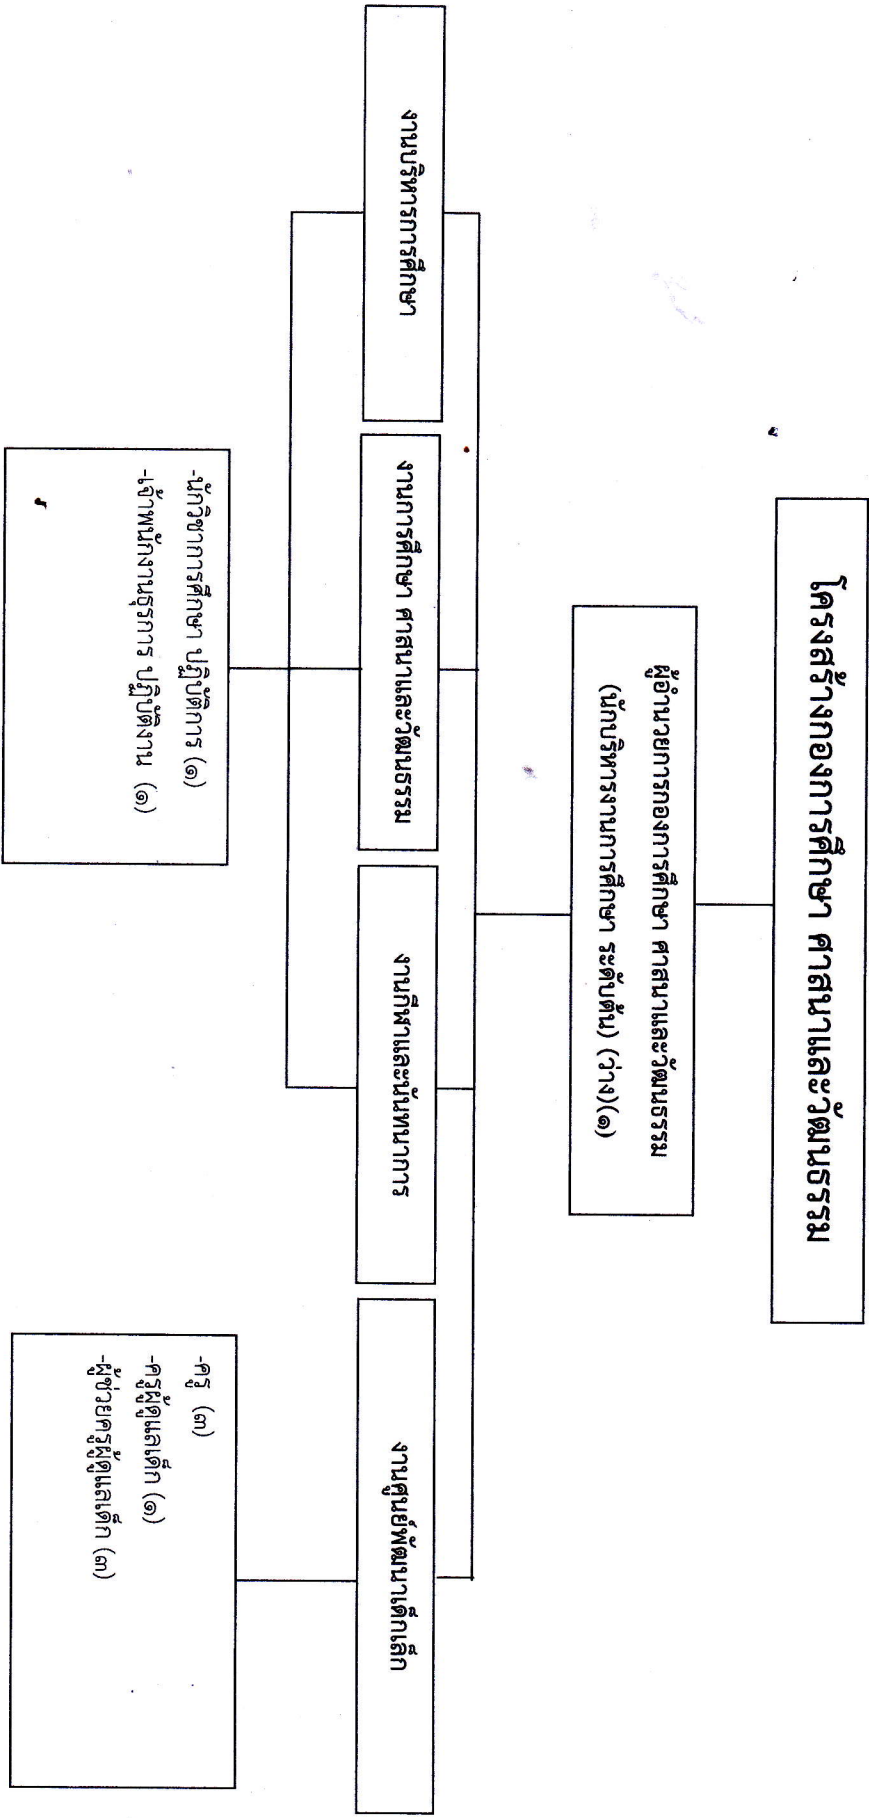 โครงสร้างกองการศึกษา ศาสนาและวัฒนธรรม
ผู้อำนวยการกองการศึกษา ศาสนาและวัฒนธรรม
(นักบริหารงานการศึกษา ระดับต้น) (ว่าง)(๑)
งานบริหารการศึกษา
งานการศึกษา ศาสนาและวัฒนธรรม
งานกีฬาและนันทนาการ
งานศูนย์พัฒนาเด็กเล็ก
-นักวิชาการศึกษา ปฏิบัติการ (๑)
-เจ้าพนักงานธุรการ ปฏิบัติงาน (๑)
-ครู (๓)
-ครูผู้ดูแลเด็ก (๑)
-ผู้ช่วยครูผู้ดูแลเด็ก (๓)